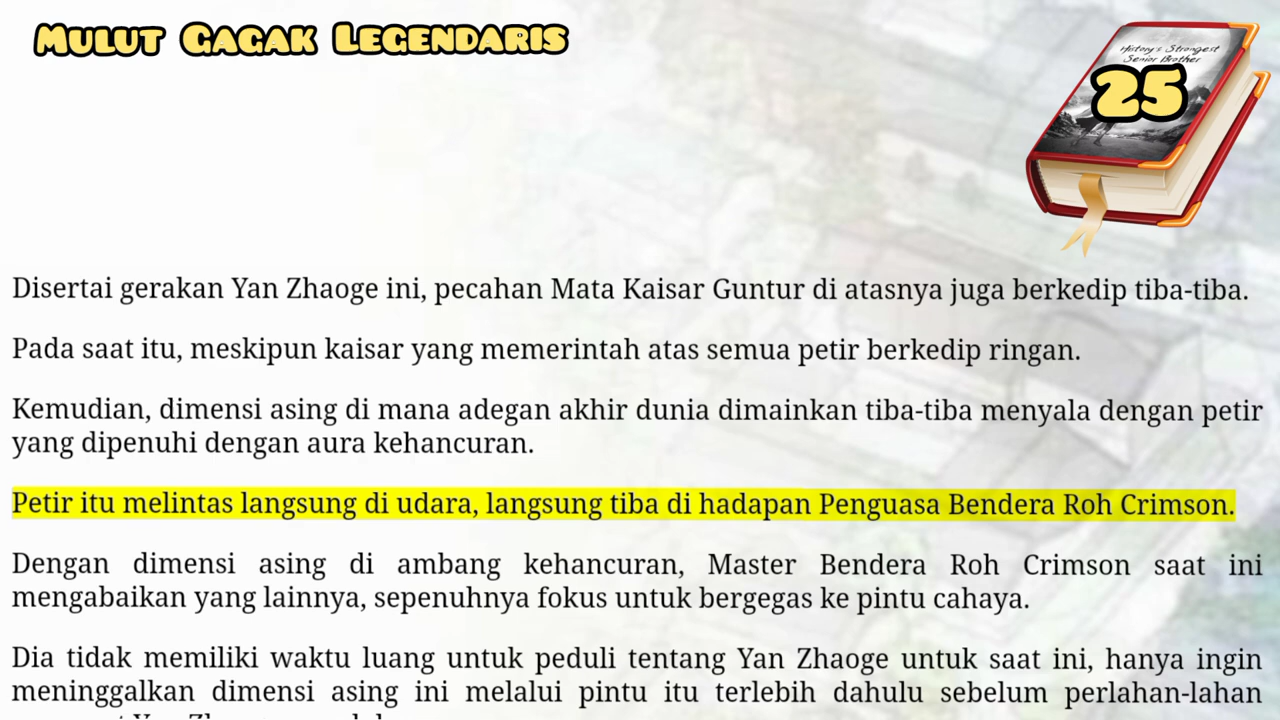 Mulut Gagak Legendaris
History's Strongest
Senior Brother
25
Disertai gerakan Yan Zhaoge ini, pecahan Mata Kaisar Guntur di atasnya juga berkedip tiba-tiba.
Pada saat itu, meskipun kaisar yang memerintah atas semua petir berkedip ringan.
Kemudian, dimensi asing di mana adegan akhir dunia dimainkan tiba-tiba menyala dengan petir
yang dipenuhi dengan aura kehancuran.
Petir itu melintas langsung di udara, langsung tiba di hadapan Penguasa Bendera Roh Crimson.
Dengan dimensi asing di ambang kehancuran, Master Bendera Roh Crimson saat ini
mengabaikan yang lainnya, sepenuhnya fokus untuk bergegas ke pintu cahaya.
Dia tidak memiliki waktu luang untuk peduli tentang Yan Zhaoge untuk saat ini, hanya ingin
meninggalkan dimensi asing ini melalui pintu itu terlebih dahulu sebelum perlahan-lahan